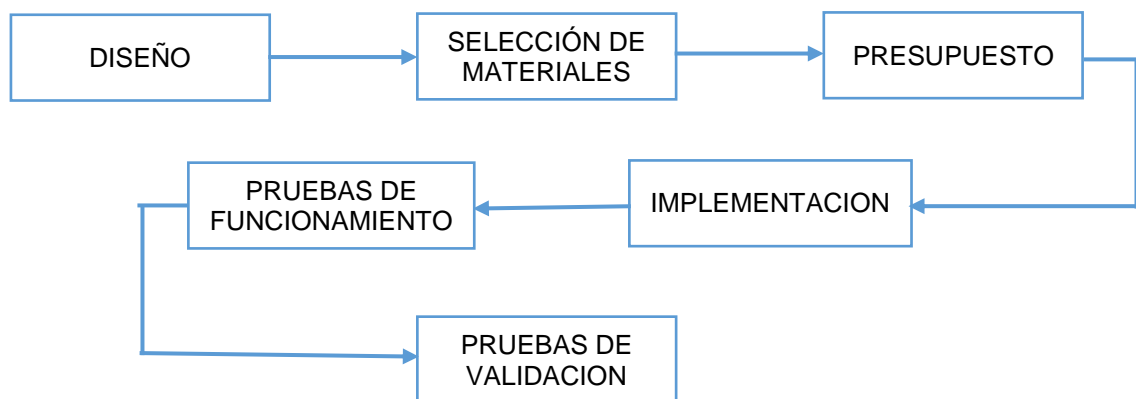 DISEÑO
SELECCIÓN DE
MATERIALES
PRESUPUESTO
IMPLEMENTACION
PRUEBAS DE
FUNCIONAMIENTO
PRUEBAS DE
VALIDACION